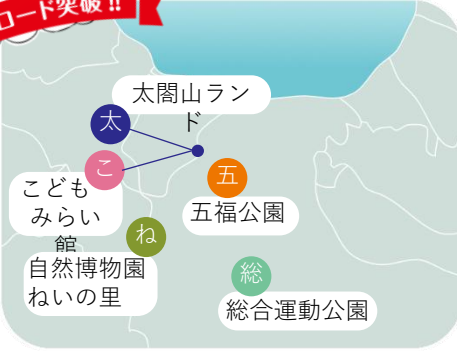 ロード突破!!
太閤山ラン
ド
太
こ
こども
みらい
館
五
五福公園
ね
自然博物園
ねいの里
総
総合運動公園